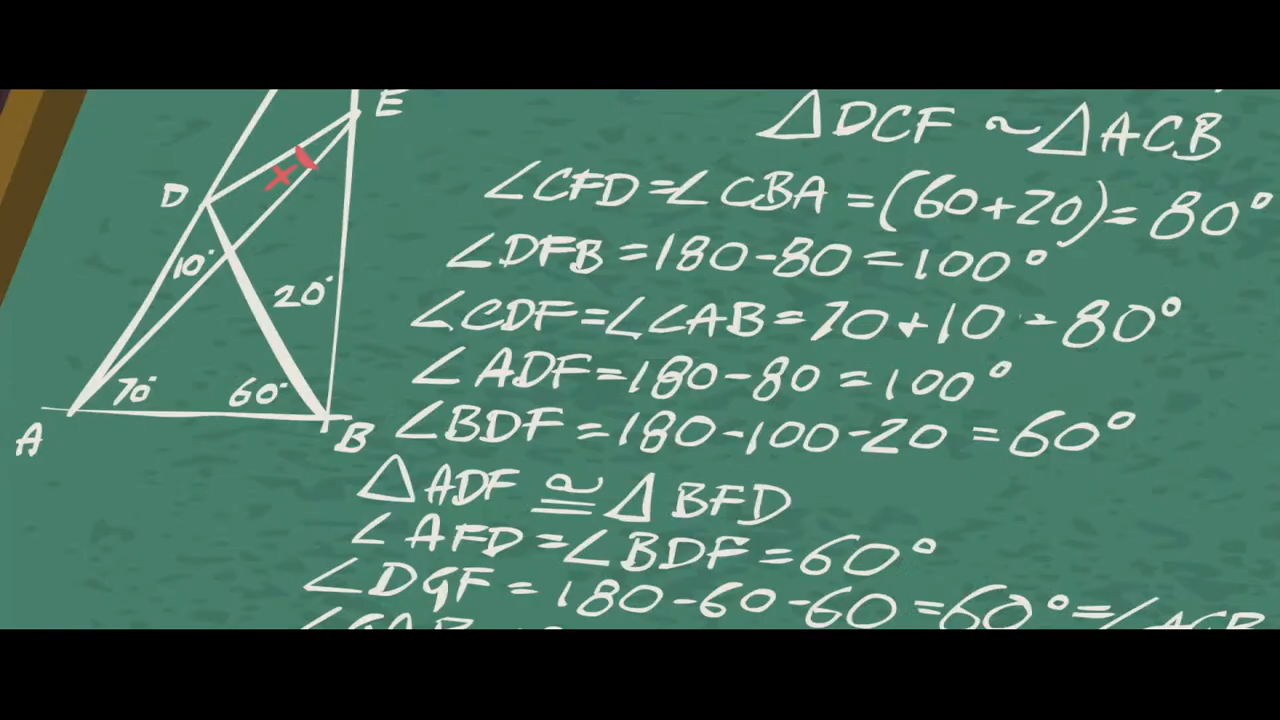 E
D
×
10°
20°
70°
60°
A
B
△DCF ~ △ACB
∠CFD = ∠CBA = (60+20) = 80°
∠DFB = 180-80 = 100°
∠CDF = ∠CAB = 70+10 = 80°
∠ADF = 180-80 = 100°
∠BDF = 180-100-20 = 60°
△ADF ≅ △BFD
∠AFD = ∠BDF = 60°
∠DGF = 180-60-60 = 60° = ∠ACB